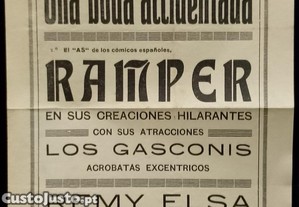 Una boda accidentada
El "AS" de los cómicos españoles,
RAMPER
EN SUS CREACIONES HILARANTES
CON SUS ATRACCIONES
LOS GASCONIS
ACROBATAS EXCENTRICOS
ELSA
CustoJusto.pt